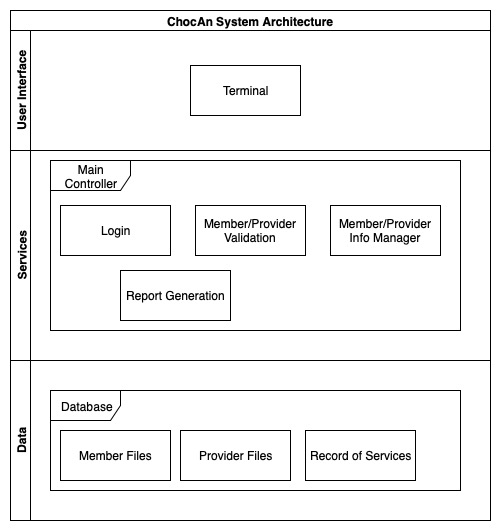 ChocAn System Architecture
User Interface
Terminal
Services
Main
Controller
Login
Member/Provider
Validation
Member/Provider
Info Manager
Report Generation
Data
Database
Member Files
Provider Files
Record of Services